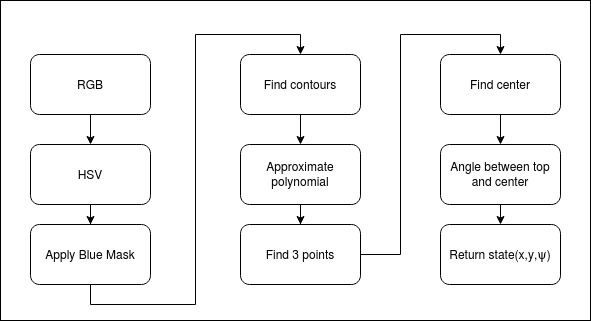 RGB
HSV
Apply Blue Mask
Find contours
Approximate
polynomial
Find 3 points
Find center
Angle between top
and center
Return state(x,y,ψ)